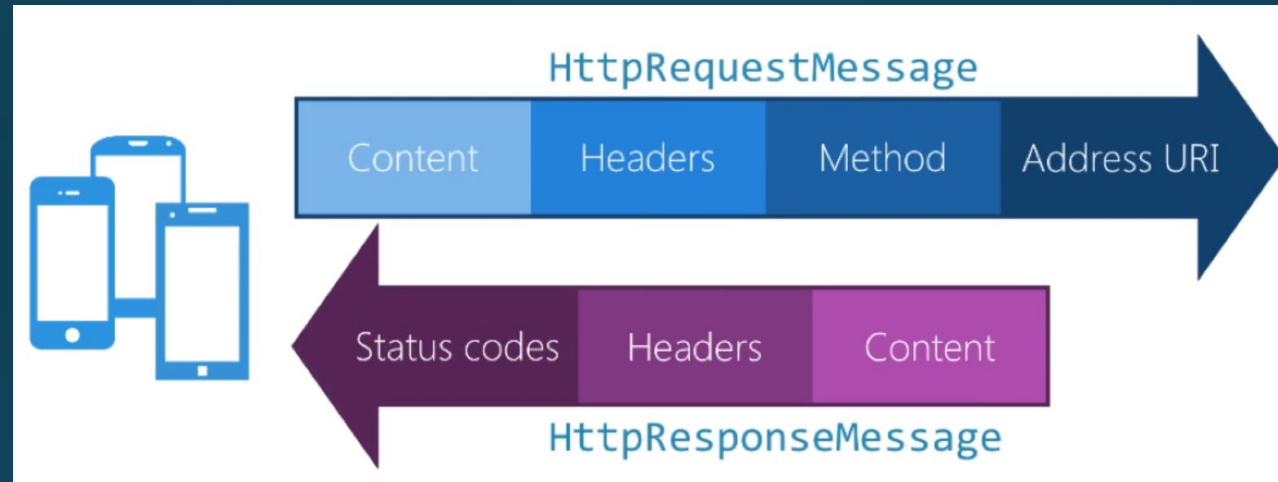 HttpRequestMessage
Content Headers Method Address URI
Status codes Headers Content
HttpResponseMessage